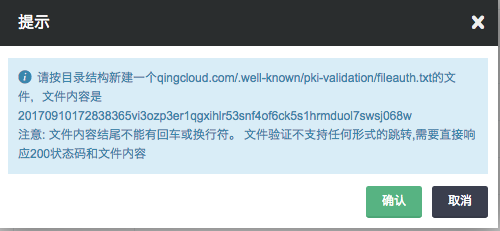 提示
请按目录结构新建一个qingcloud.com/.well-known/pki-validation/fileauth.txt的文
件，文件内容是
20170910172838365vi3ozp3er1qgxihlr53snf4of6ck5s1hrmduol7swsj068w
注意: 文件内容结尾不能有回车或换行符。 文件验证不支持任何形式的跳转,需要直接响
应200状态码和文件内容
确认 取消